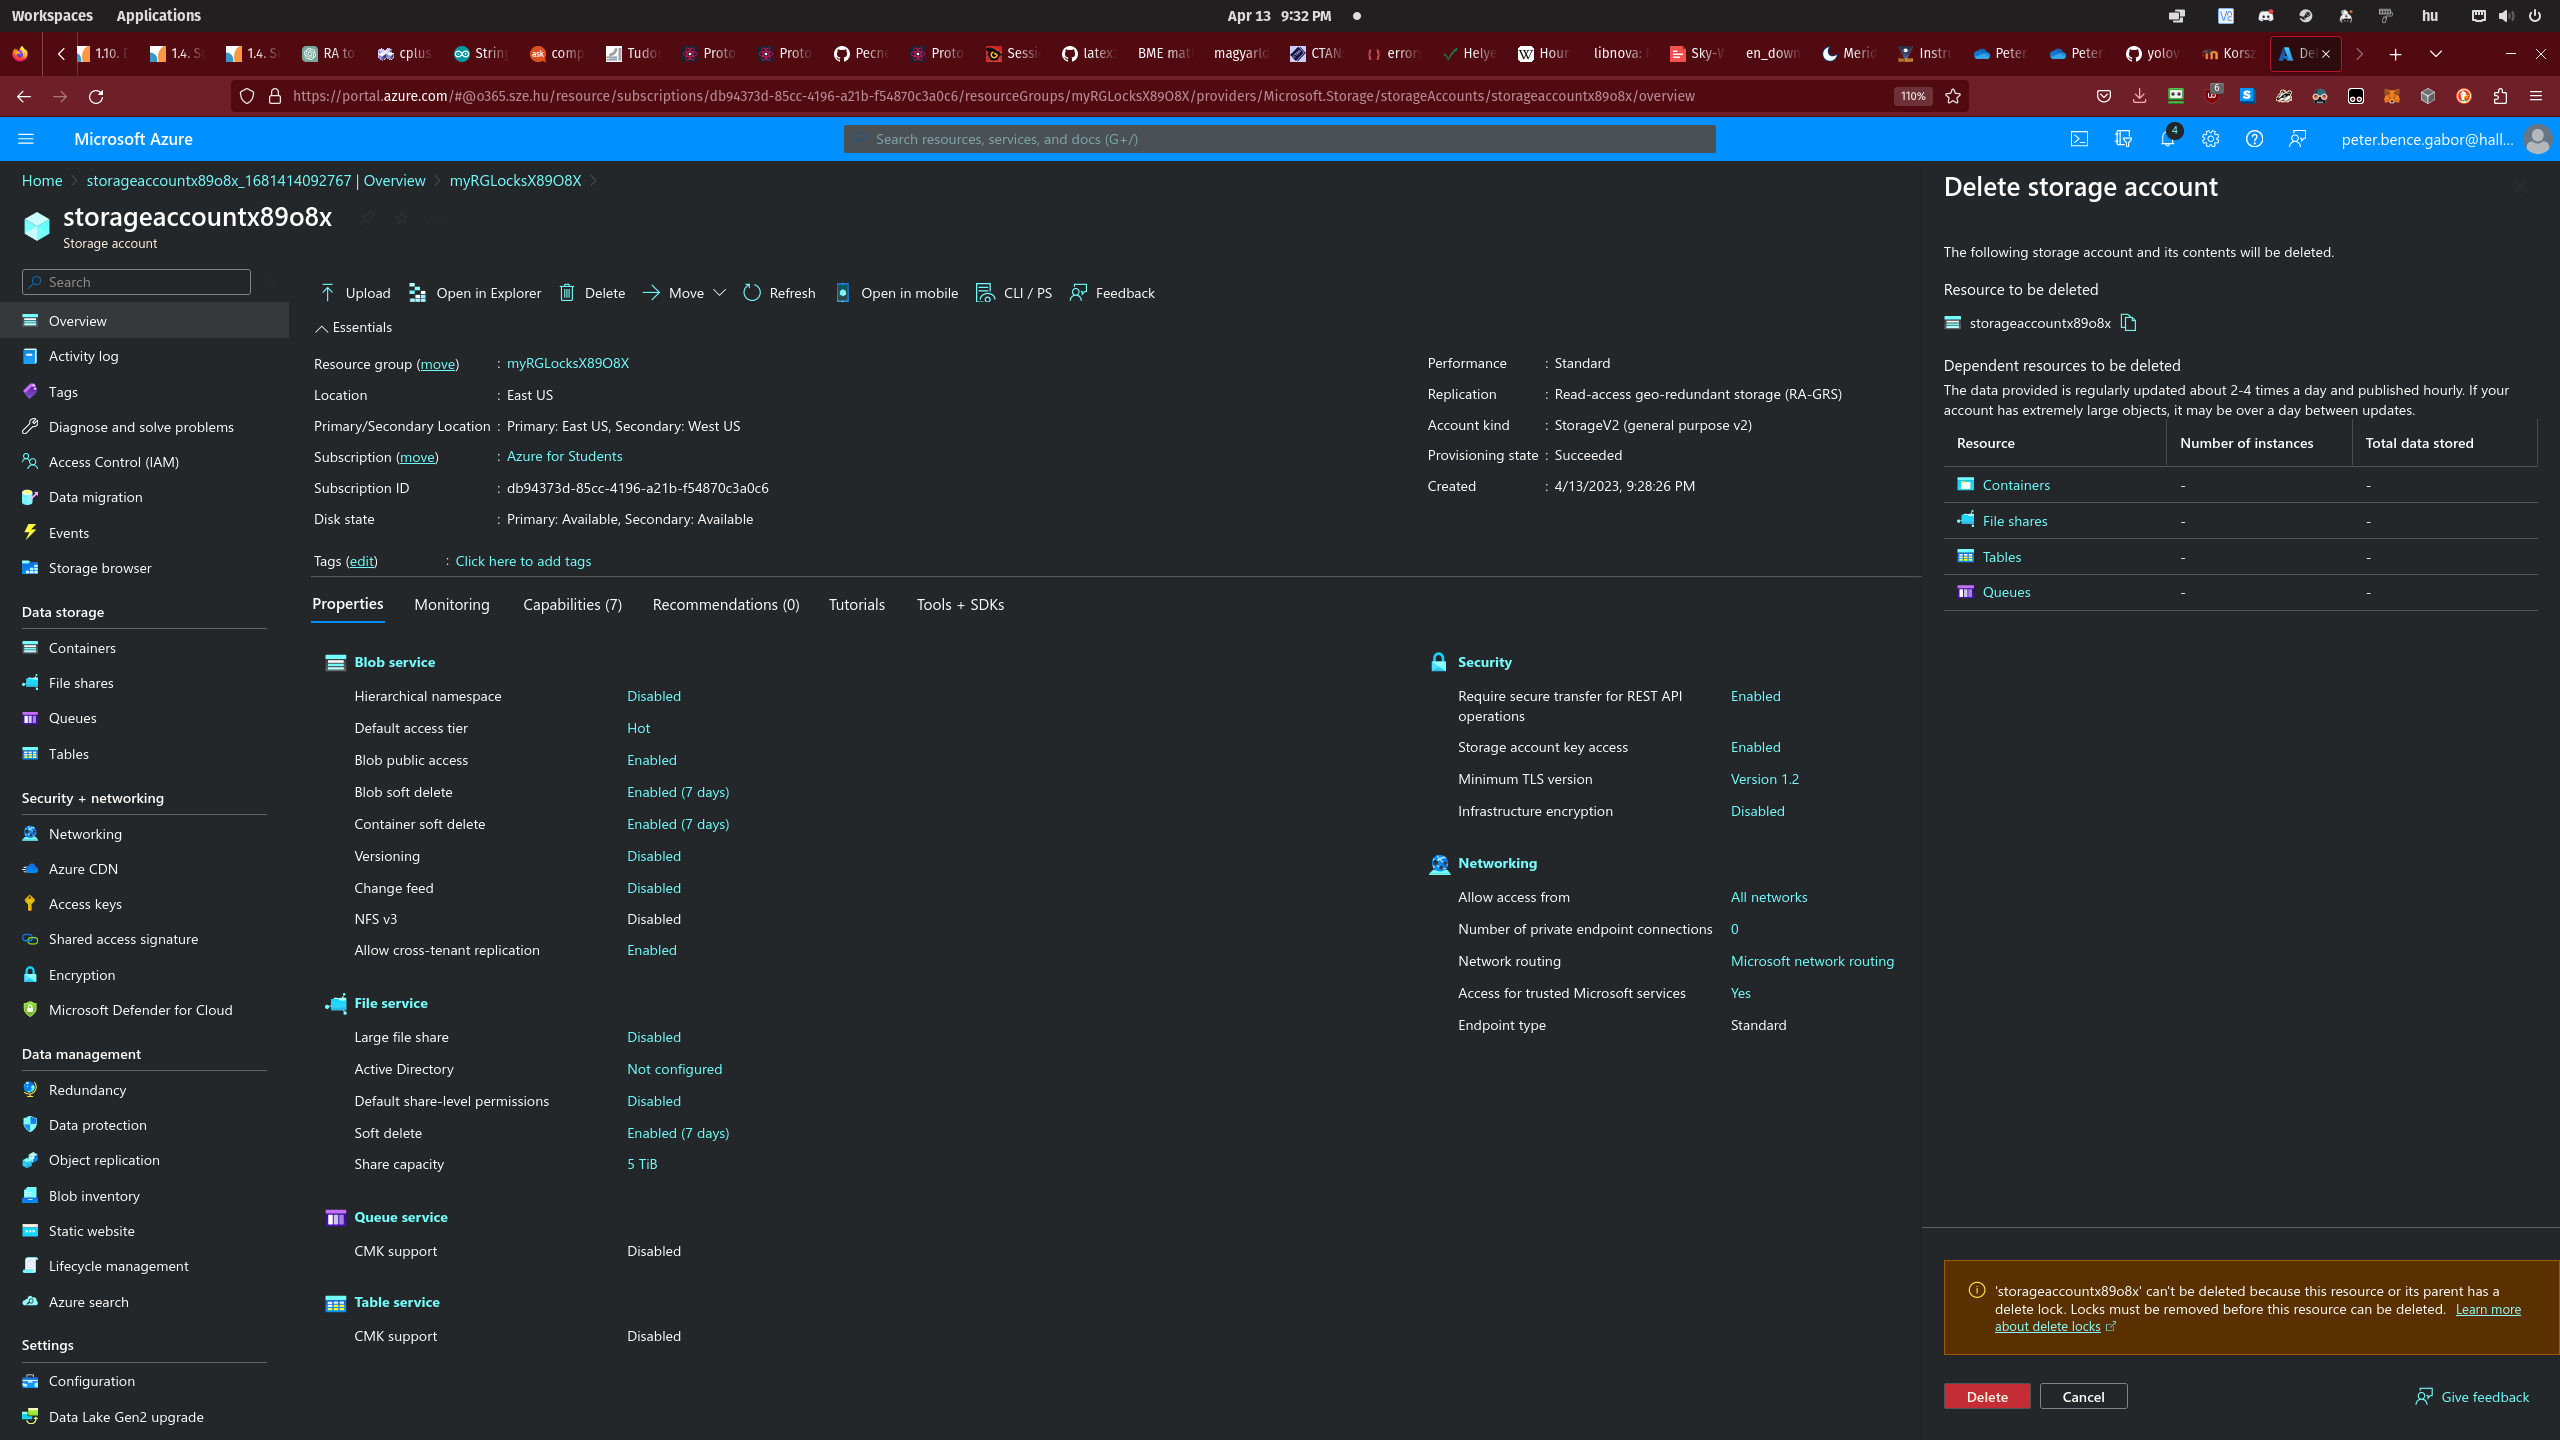 Workspaces Applications
Apr 13 9:32 PM
hu
1.10. D
1.4. Si
1.4. Si
RA to
cplus
String
comp
Tudo
Proto
Proto
Pecne
Proto
Sessi
latex
BME mat
magyarld
CTAN:
errors
Helye
Hour
libnova:
Sky-W
en_down
Merid
Instru
Peter
Peter
yolov
Korsz
De
https://portal.azure.com/#@o365.sze.hu/resource/subscriptions/db94373d-85cc-4196-a21b-f54870c3a0c6/resourceGroups/myRGLocksX89O8X/providers/Microsoft.Storage/storageAccounts/storageaccountx89o8x/overview
110%
6
Microsoft Azure
Search resources, services, and docs (G+/)
4
peter.bence.gabor@hall...
Home
storageaccountx89o8x_1681414092767 | Overview
myRGLocksX89O8X
storageaccountx89o8x
Storage account
Search
Overview
Activity log
Tags
Diagnose and solve problems
Access Control (IAM)
Data migration
Events
Storage browser
Data storage
Containers
File shares
Queues
Tables
Security + networking
Networking
Azure CDN
Access keys
Shared access signature
Encryption
Microsoft Defender for Cloud
Data management
Redundancy
Data protection
Object replication
Blob inventory
Static website
Lifecycle management
Azure search
Settings
Configuration
Data Lake Gen2 upgrade
Upload
Open in Explorer
Delete
Move
Refresh
Open in mobile
CLI / PS
Feedback
Essentials
Resource group (move) : myRGLocksX89O8X
Location : East US
Primary/Secondary Location : Primary: East US, Secondary: West US
Subscription (move) : Azure for Students
Subscription ID : db94373d-85cc-4196-a21b-f54870c3a0c6
Disk state : Primary: Available, Secondary: Available
Tags (edit) : Click here to add tags
Performance : Standard
Replication : Read-access geo-redundant storage (RA-GRS)
Account kind : StorageV2 (general purpose v2)
Provisioning state : Succeeded
Created : 4/13/2023, 9:28:26 PM
Properties
Monitoring
Capabilities (7)
Recommendations (0)
Tutorials
Tools + SDKs
Blob service
Hierarchical namespace Disabled
Default access tier Hot
Blob public access Enabled
Blob soft delete Enabled (7 days)
Container soft delete Enabled (7 days)
Versioning Disabled
Change feed Disabled
NFS v3 Disabled
Allow cross-tenant replication Enabled
File service
Large file share Disabled
Active Directory Not configured
Default share-level permissions Disabled
Soft delete Enabled (7 days)
Share capacity 5 TiB
Queue service
CMK support Disabled
Table service
CMK support Disabled
Security
Require secure transfer for REST API Enabled
operations
Storage account key access Enabled
Minimum TLS version Version 1.2
Infrastructure encryption Disabled
Networking
Allow access from All networks
Number of private endpoint connections 0
Network routing Microsoft network routing
Access for trusted Microsoft services Yes
Endpoint type Standard
Delete storage account
The following storage account and its contents will be deleted.
Resource to be deleted
storageaccountx89o8x
Dependent resources to be deleted
The data provided is regularly updated about 2-4 times a day and published hourly. If your
account has extremely large objects, it may be over a day between updates.
Resource Number of instances Total data stored
Containers - -
File shares - -
Tables - -
Queues - -
'storageaccountx89o8x' can't be deleted because this resource or its parent has a
delete lock. Locks must be removed before this resource can be deleted. Learn more
about delete locks
Delete
Cancel
Give feedback